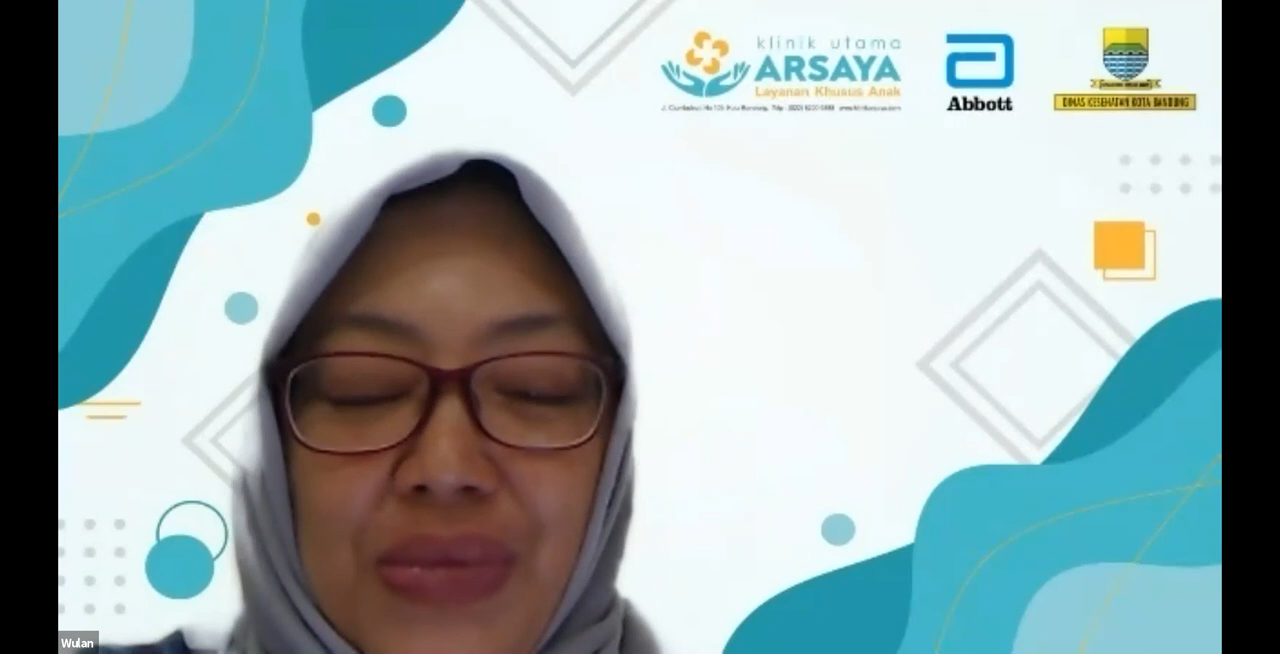 klinik utama
ARSAYA
Layanan Khusus Anak
Abbott
DINAS KESEHATAN KOTA BANDUNG
Wulan